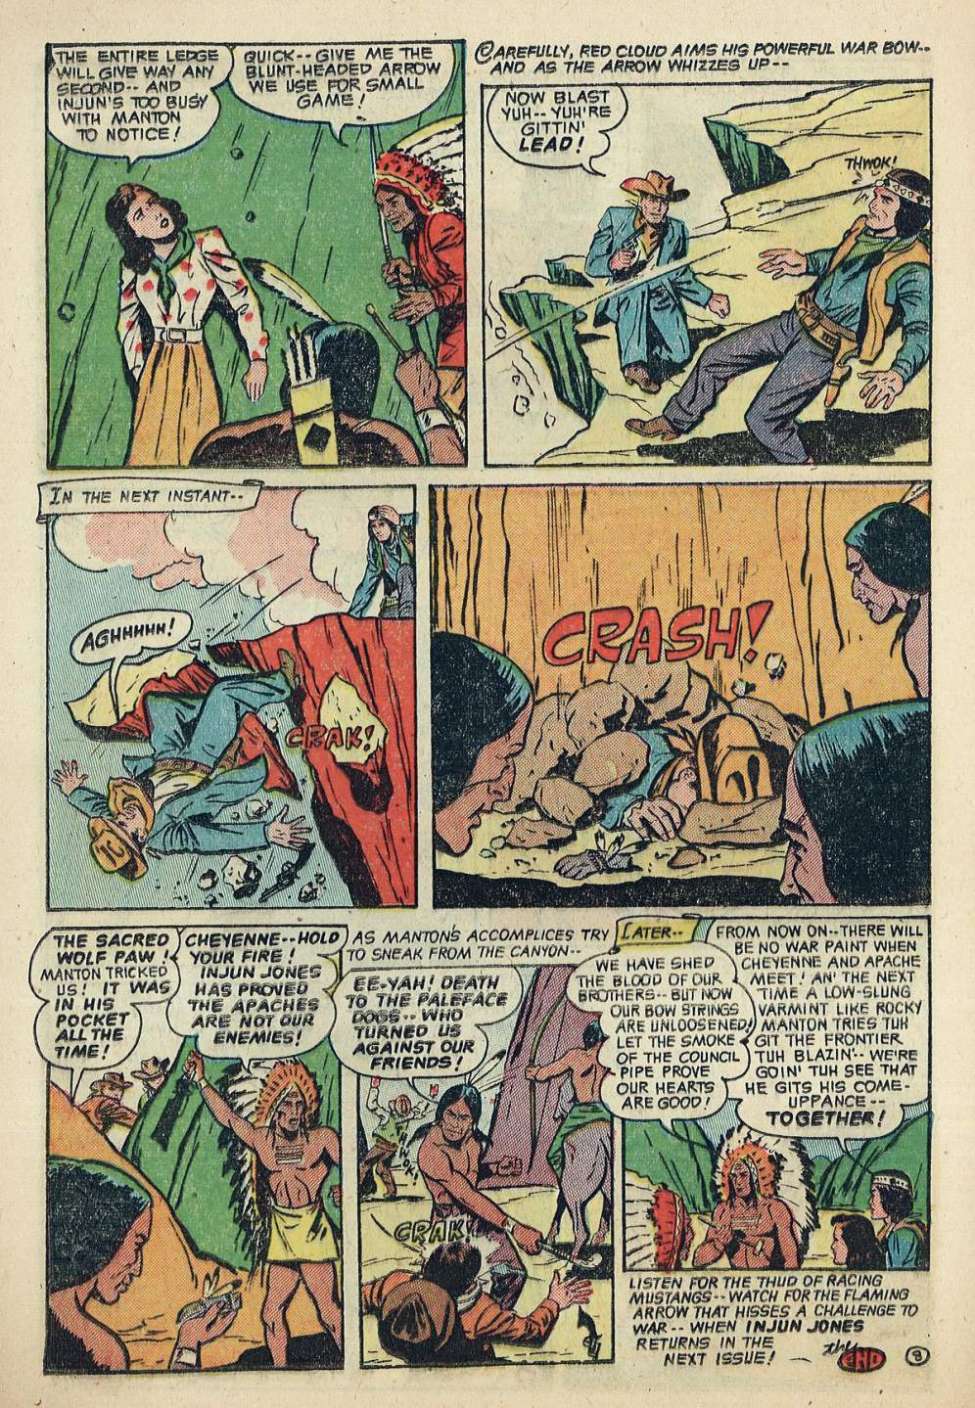 THE ENTIRE LEDGE
WILL GIVE WAY ANY
SECOND-- AND
INJUN'S TOO BUSY
WITH MANTON
TO NOTICE!
QUICK-- GIVE ME THE
BLUNT-HEADED ARROW
WE USE FOR SMALL
GAME!
CAREFULLY, RED CLOUD AIMS HIS POWERFUL WAR BOW--
AND AS THE ARROW WHIZZES UP--
NOW BLAST
YUH-- YUH'RE
GITTIN'
LEAD!
THWOK!
IN THE NEXT INSTANT--
AGHHHHH!
CRAK!
CRASH!
THE SACRED
WOLF PAW!
MANTON TRICKED
US! IT WAS
IN HIS
POCKET
ALL THE
TIME!
CHEYENNE--HOLD
YOUR FIRE!
INJUN JONES
HAS PROVED
THE APACHES
ARE NOT OUR
ENEMIES!
AS MANTON'S ACCOMPLICES TRY
TO SNEAK FROM THE CANYON--
EE-YAH! DEATH
TO THE PALEFACE
DOGS-- WHO
TURNED US
AGAINST OUR
FRIENDS!
THWOK!
CRAK!
LATER--
WE HAVE SHED
THE BLOOD OF OUR
BROTHERS-- BUT NOW
OUR BOW STRINGS
ARE UNLOOSENED!
LET THE SMOKE
OF THE COUNCIL
PIPE PROVE
OUR HEARTS
ARE GOOD!
FROM NOW ON--THERE WILL
BE NO WAR PAINT WHEN
CHEYENNE AND APACHE
MEET! AN' THE NEXT
TIME A LOW-SLUNG
VARMINT LIKE ROCKY
MANTON TRIES TUH
GIT THE FRONTIER
TUH BLAZIN'-- WE'RE
GOIN' TUH SEE THAT
HE GITS HIS COME-
UPPANCE--
TOGETHER!
LISTEN FOR THE THUD OF RACING
MUSTANGS-- WATCH FOR THE FLAMING
ARROW THAT HISSES A CHALLENGE TO
WAR-- WHEN INJUN JONES
RETURNS IN THE
NEXT ISSUE! -- the END
8